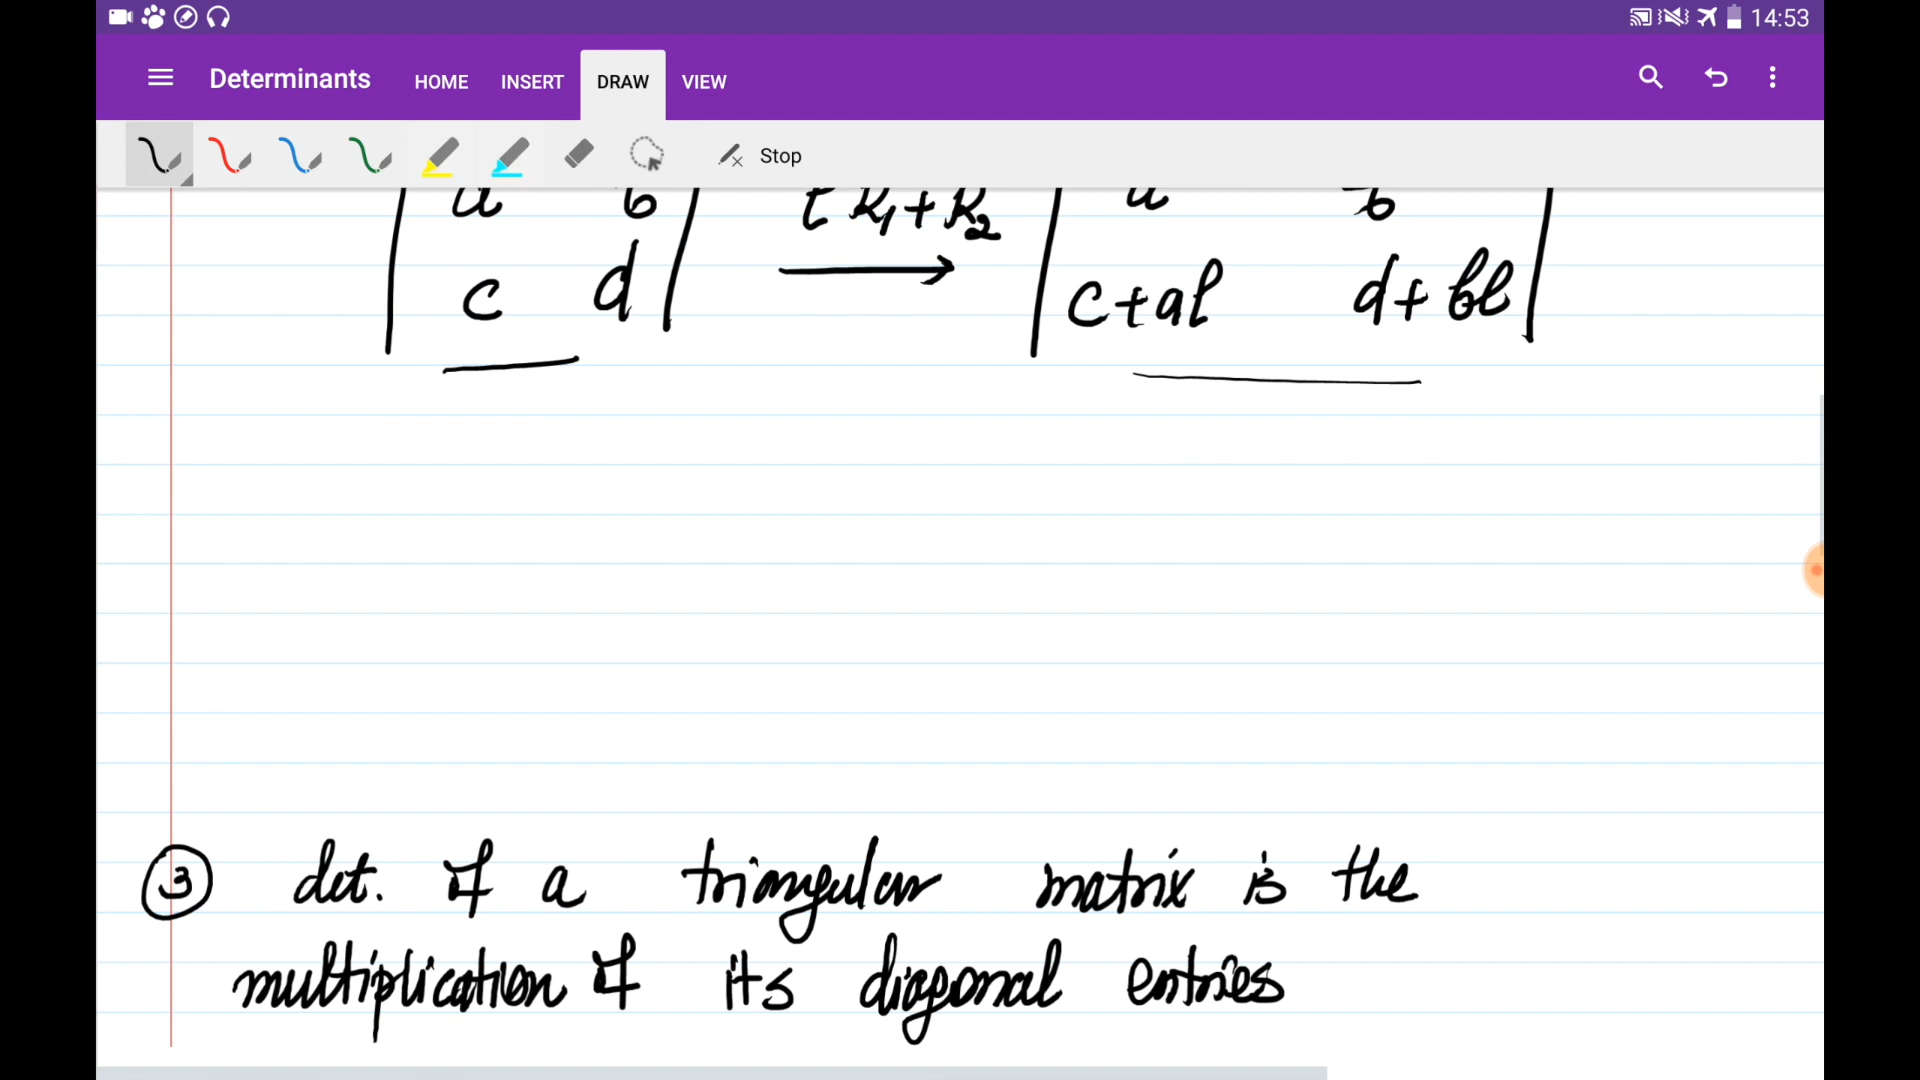 14:53
Determinants HOME INSERT DRAW VIEW
Stop
a b ℓR₁+R₂ a b
c d → c+aℓ d+bℓ
③ det. of a triangular matrix is the
multiplication of its diagonal entries